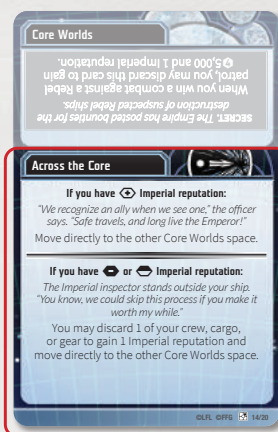 Core Worlds
SECRET. The Empire has posted bounties for the
destruction of suspected Rebel ships.
When you win a combat against a Rebel
patrol, you may discard this card to gain
5,000 and 1 Imperial reputation.
Across the Core
If you have Imperial reputation:
"We recognize an ally when we see one," the officer
says. "Safe travels, and long live the Emperor!"
Move directly to the other Core Worlds space.
If you have or Imperial reputation:
The Imperial inspector stands outside your ship.
"You know, we could skip this process if you make it
worth my while."
You may discard 1 of your crew, cargo,
or gear to gain 1 Imperial reputation and
move directly to the other Core Worlds space.
©LFL ©FFG 14/20